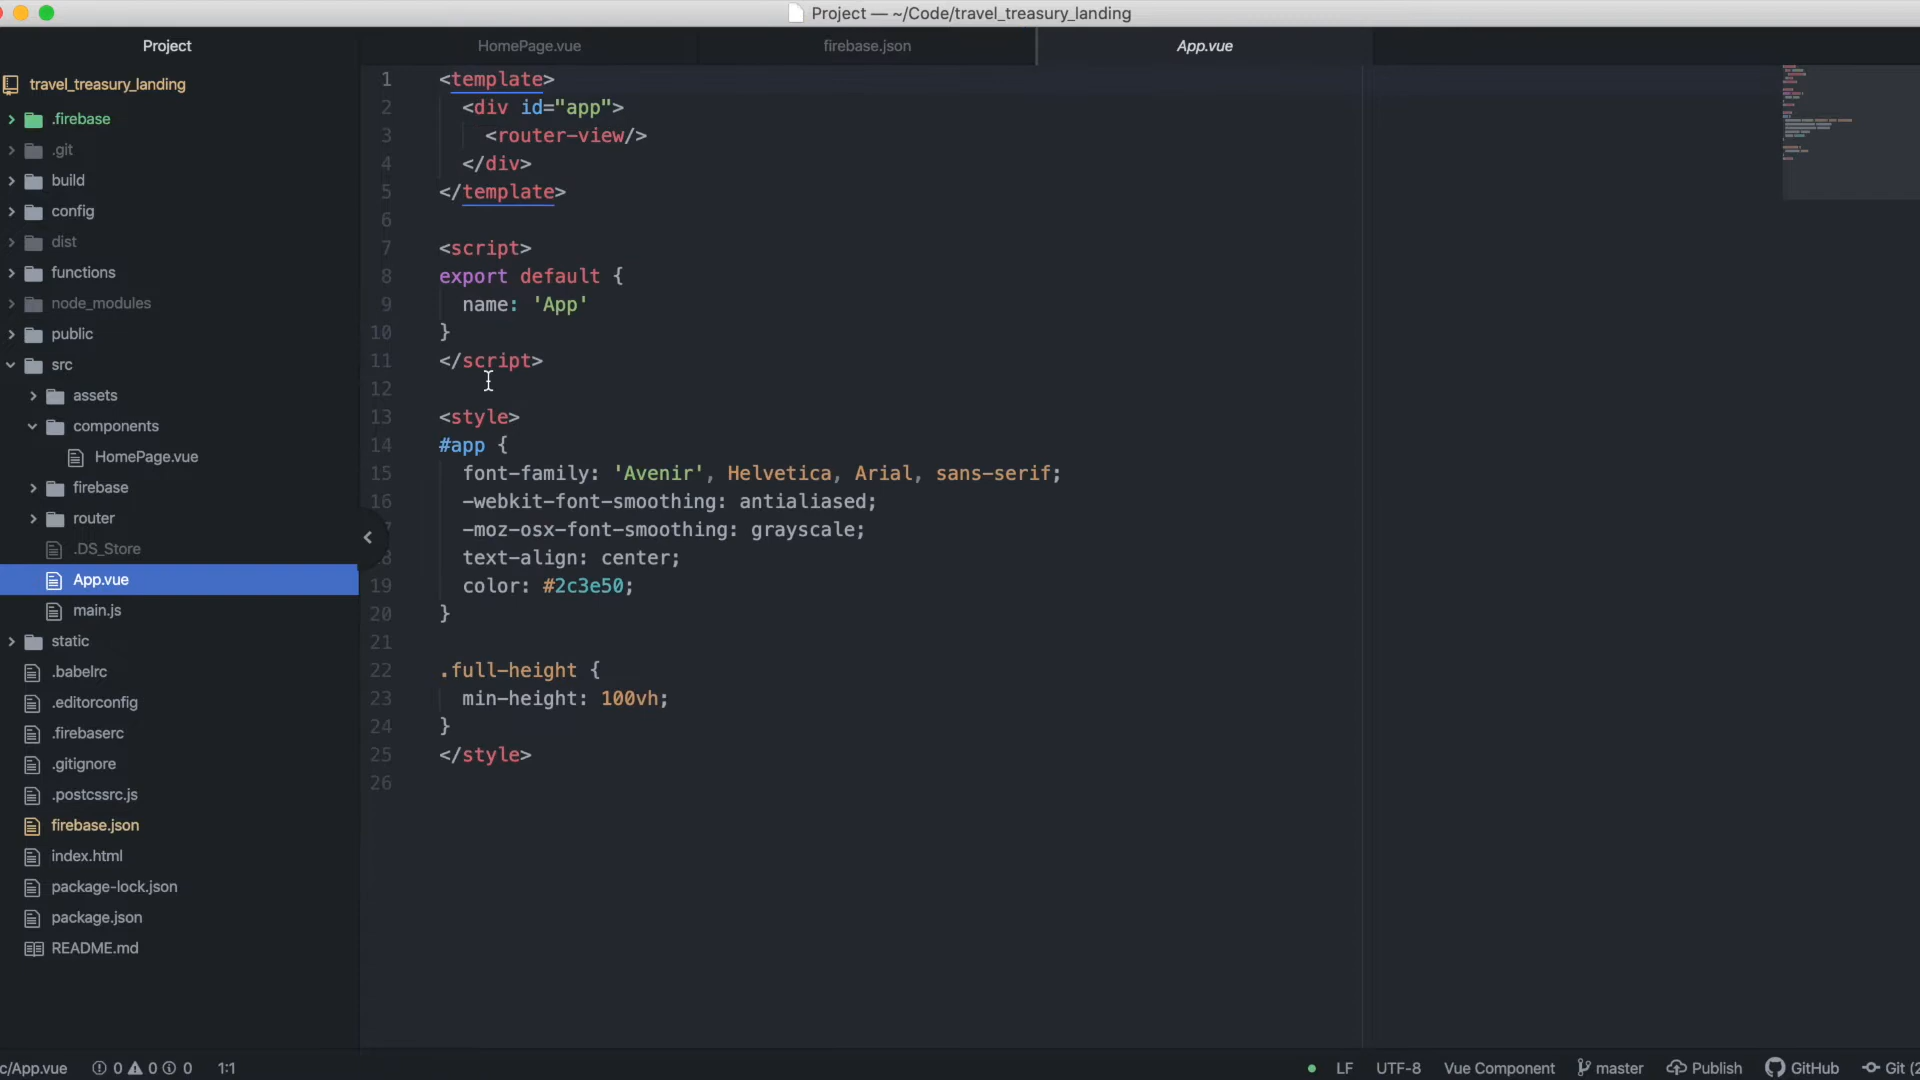 Project — ~/Code/travel_treasury_landing
Project
HomePage.vue
firebase.json
App.vue
travel_treasury_landing
.firebase
.git
build
config
dist
functions
node_modules
public
src
assets
components
HomePage.vue
firebase
router
.DS_Store
App.vue
main.js
static
.babelrc
.editorconfig
.firebaserc
.gitignore
.postcssrc.js
firebase.json
index.html
package-lock.json
package.json
README.md
1 <template>
2 <div id="app">
3 <router-view/>
4 </div>
5 </template>
6
7 <script>
8 export default {
9 name: 'App'
10 }
11 </script>
12
13 <style>
14 #app {
15 font-family: 'Avenir', Helvetica, Arial, sans-serif;
16 -webkit-font-smoothing: antialiased;
-moz-osx-font-smoothing: grayscale;
8 text-align: center;
19 color: #2c3e50;
20 }
21
22 .full-height {
23 min-height: 100vh;
24 }
25 </style>
26
c/App.vue 0 0 0 1:1 LF UTF-8 Vue Component master Publish GitHub Git (2